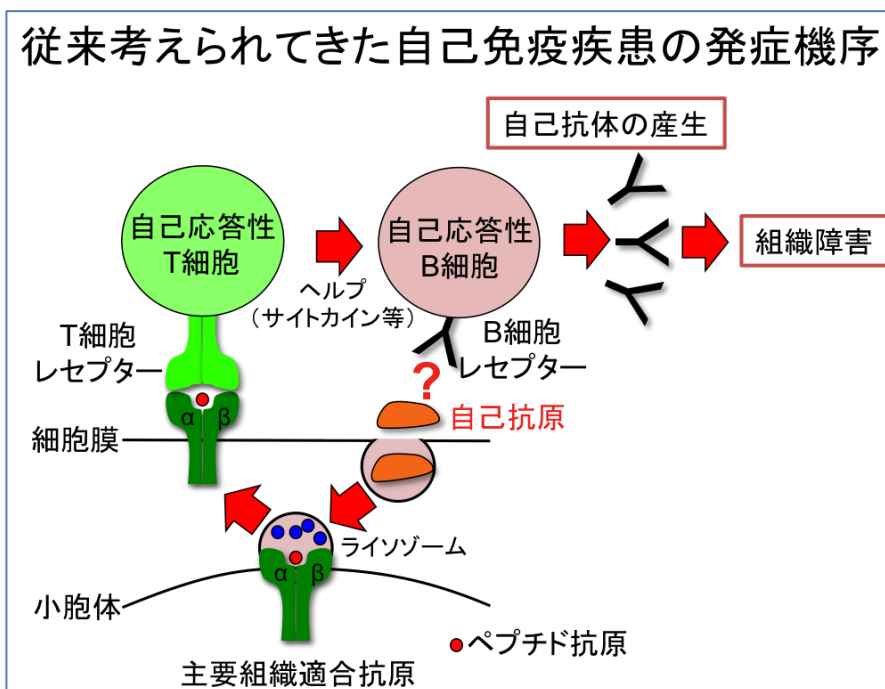 従来考えられてきた自己免疫疾患の発症機序
自己抗体の産生
自己応答性
T細胞
自己応答性
B細胞
組織障害
ヘルプ
（サイトカイン等）
T細胞
レセプター
B細胞
レセプター
?
α β
自己抗原
細胞膜
ライソゾーム
α β
小胞体
ペプチド抗原
主要組織適合抗原